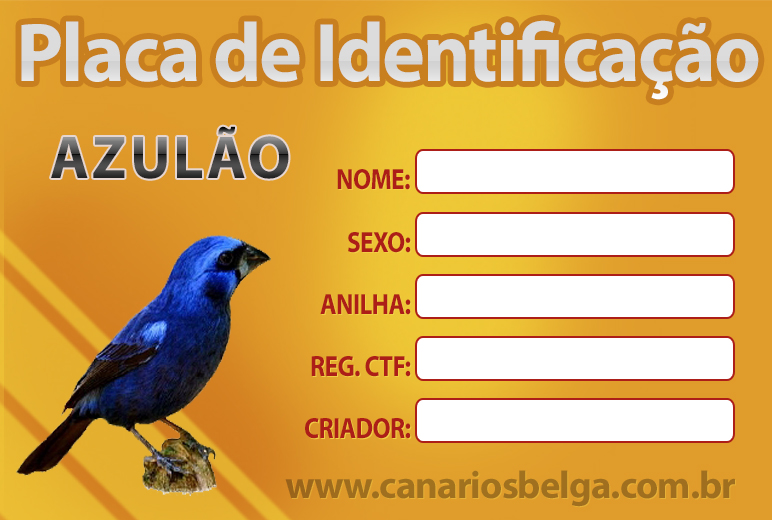 Placa de Identificação
AZULÃO
NOME:
SEXO:
ANILHA:
REG. CTF:
CRIADOR:
www.canariosbelga.com.br